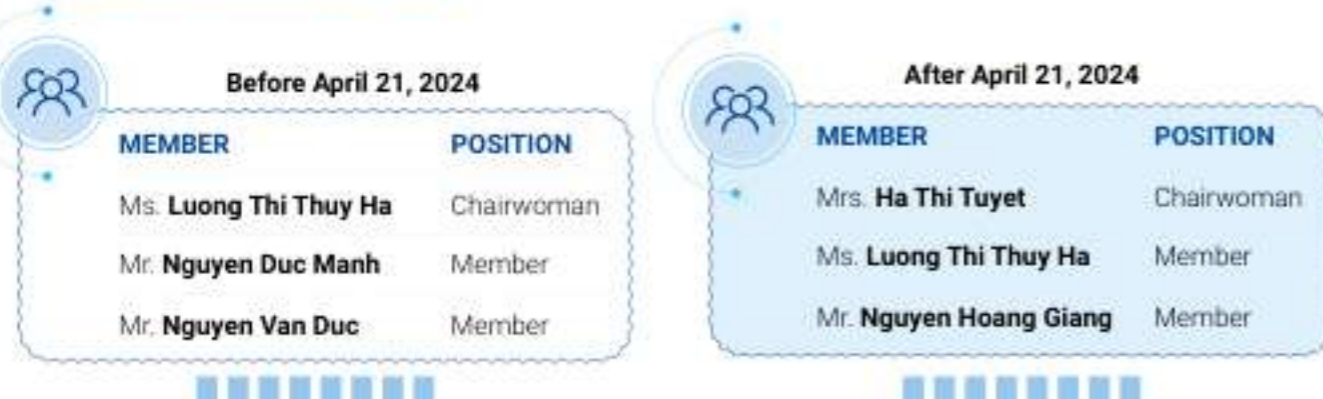 Before April 21, 2024
MEMBER POSITION
Ms. Luong Thi Thuy Ha Chairwoman
Mr. Nguyen Duc Manh Member
Mr. Nguyen Van Duc Member
After April 21, 2024
MEMBER POSITION
Mrs. Ha Thi Tuyet Chairwoman
Ms. Luong Thi Thuy Ha Member
Mr. Nguyen Hoang Giang Member